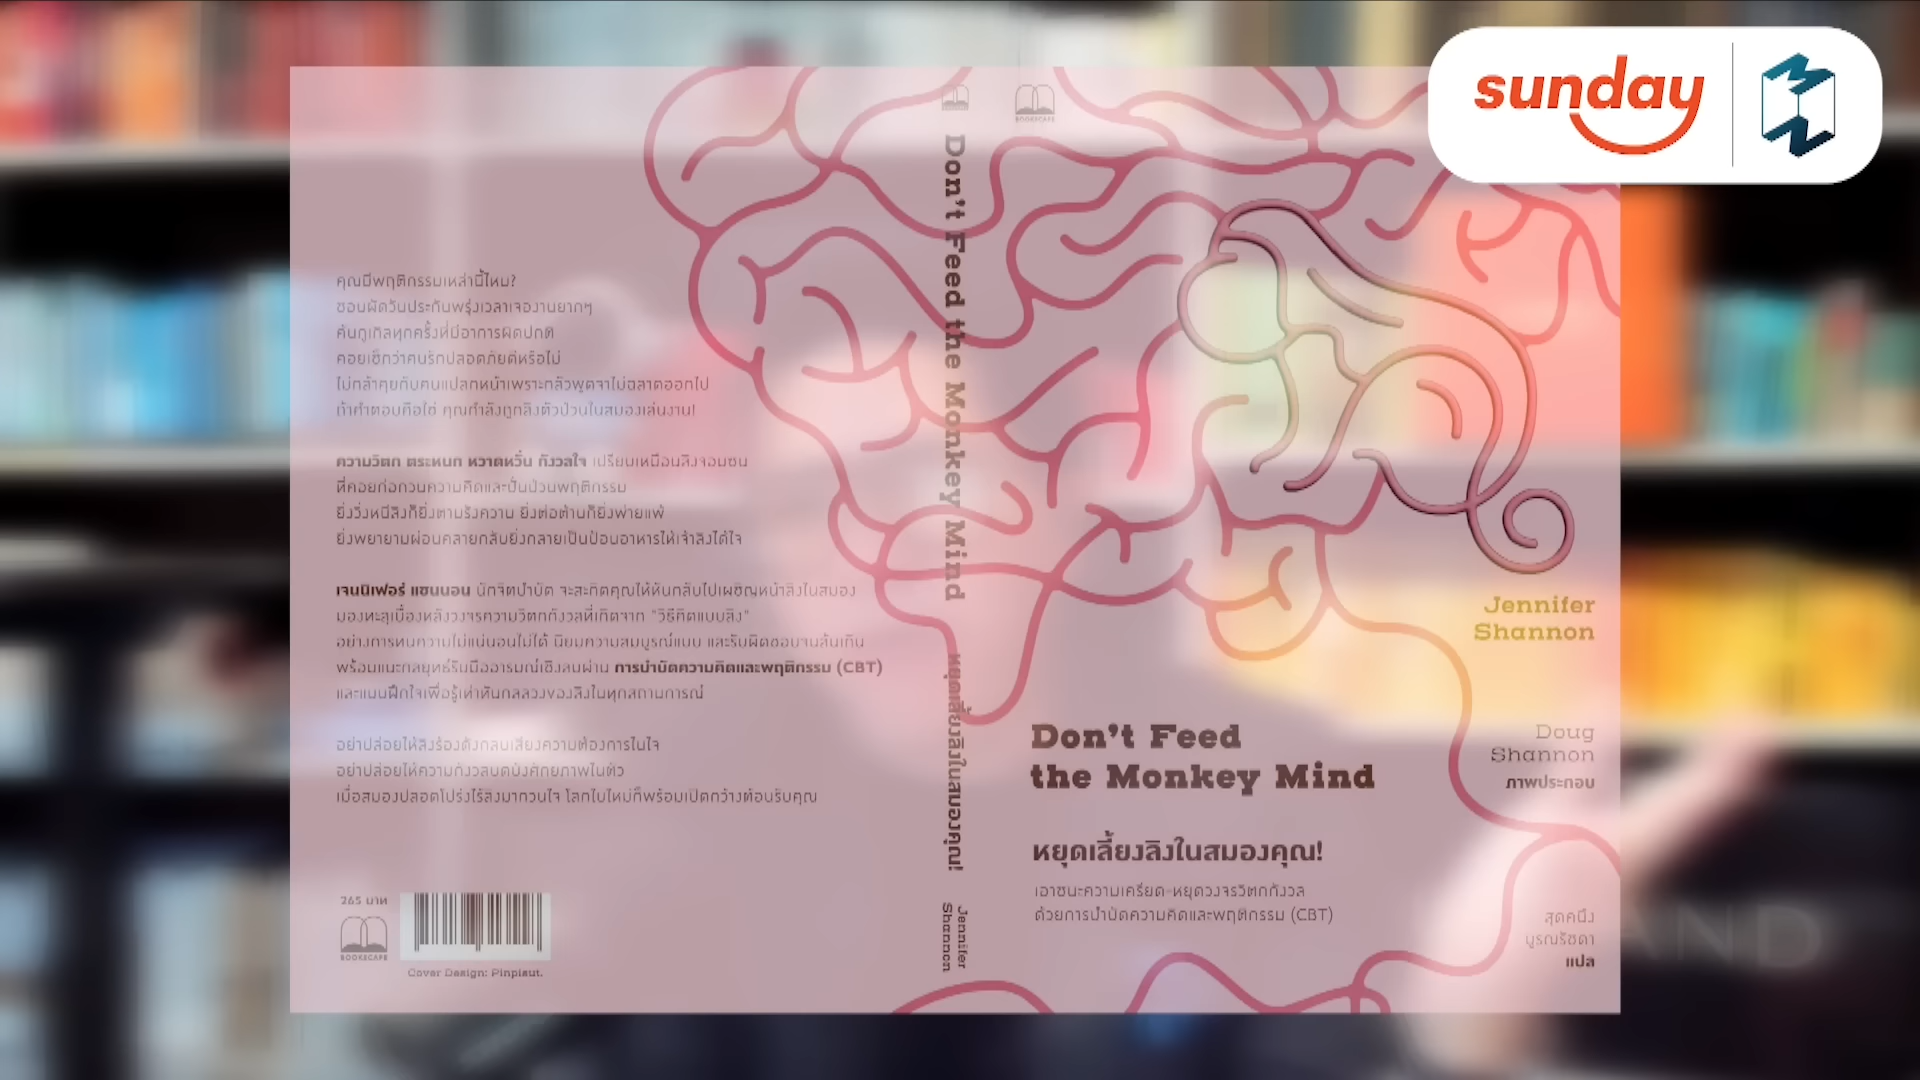 sunday
คุณมีพฤติกรรมเหล่านี้ไหม?
ชอบผัดวันประกันพรุ่งเวลาเจองานยากๆ
ค้นกูเกิลทุกครั้งที่มีอาการผิดปกติ
คอยเช็กว่าคนรักปลอดภัยดีหรือไม่
ไม่กล้าคุยกับคนแปลกหน้าเพราะกลัวพูดจาไม่ฉลาดออกไป
ถ้าคำตอบคือใช่ คุณกำลังถูกลิงตัวป่วนในสมองเล่นงาน!
ความวิตก ตระหนก หวาดหวั่น กังวลใจ เปรียบเหมือนลิงจอมซน
ที่คอยก่อกวนความคิดและปั่นป่วนพฤติกรรม
ยิ่งวิ่งหนีลิงก็ยิ่งตามรังควาน ยิ่งต่อต้านก็ยิ่งพ่ายแพ้
ยิ่งพยายามผ่อนคลายกลับยิ่งกลายเป็นป้อนอาหารให้เจ้าลิงได้ใจ
เจนนิเฟอร์ แชนนอน นักจิตบำบัด จะสะกิดคุณให้หันกลับไปเผชิญหน้าลิงในสมอง
มองทะลุเบื้องหลังวงจรความวิตกกังวลที่เกิดจาก "วิธีคิดแบบลิง"
อย่างการทนความไม่แน่นอนไม่ได้ นิยมความสมบูรณ์แบบ และรับผิดชอบจนล้นเกิน
พร้อมแนะกลยุทธ์รับมืออารมณ์เชิงลบผ่าน การบำบัดความคิดและพฤติกรรม (CBT)
และแบบฝึกใจเพื่อรู้เท่าทันกลลวงของลิงในทุกสถานการณ์
อย่าปล่อยให้ลิงร้องดังกลบเสียงความต้องการในใจ
อย่าปล่อยให้ความกังวลบดบังศักยภาพในตัว
เมื่อสมองปลอดโปร่งไร้ลิงมากวนใจ โลกใบใหม่ก็พร้อมเปิดกว้างต้อนรับคุณ
265 บาท
BOOKSCAPE
Cover Design: Pinpisut.
Don't Feed the Monkey Mind
หยุดเลี้ยงลิงในสมองคุณ!
Jennifer
Shannon
BOOKSCAPE
Jennifer
Shannon
Doug
Shannon
ภาพประกอบ
Don't Feed
the Monkey Mind
หยุดเลี้ยงลิงในสมองคุณ!
เอาชนะความเครียด-หยุดวงจรวิตกกังวล
ด้วยการบำบัดความคิดและพฤติกรรม (CBT)
สุดคนึง
บูรณรัชดา
แปล
AND